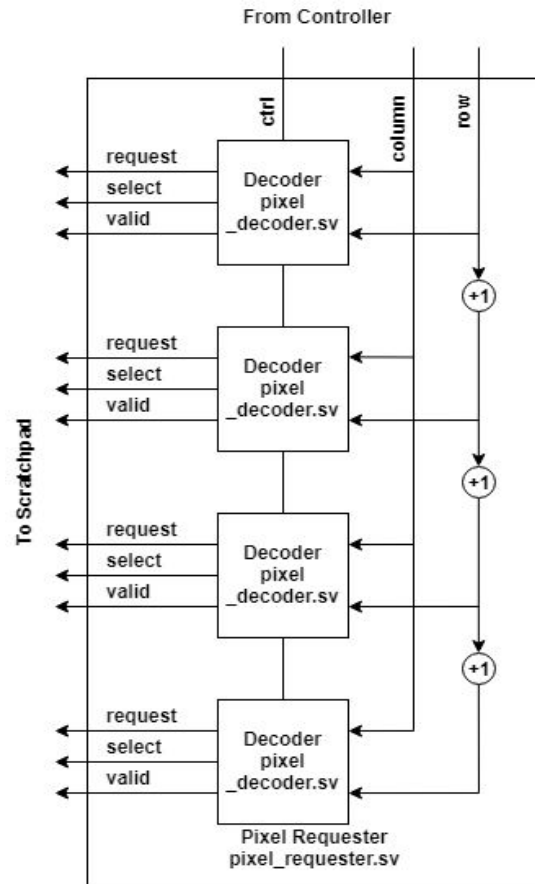 From Controller
ctrl
column
row
request
select
valid
Decoder
pixel
_decoder.sv
+1
request
select
valid
Decoder
pixel
_decoder.sv
+1
To Scratchpad
request
select
valid
Decoder
pixel
_decoder.sv
+1
request
select
valid
Decoder
pixel
_decoder.sv
Pixel Requester
pixel_requester.sv